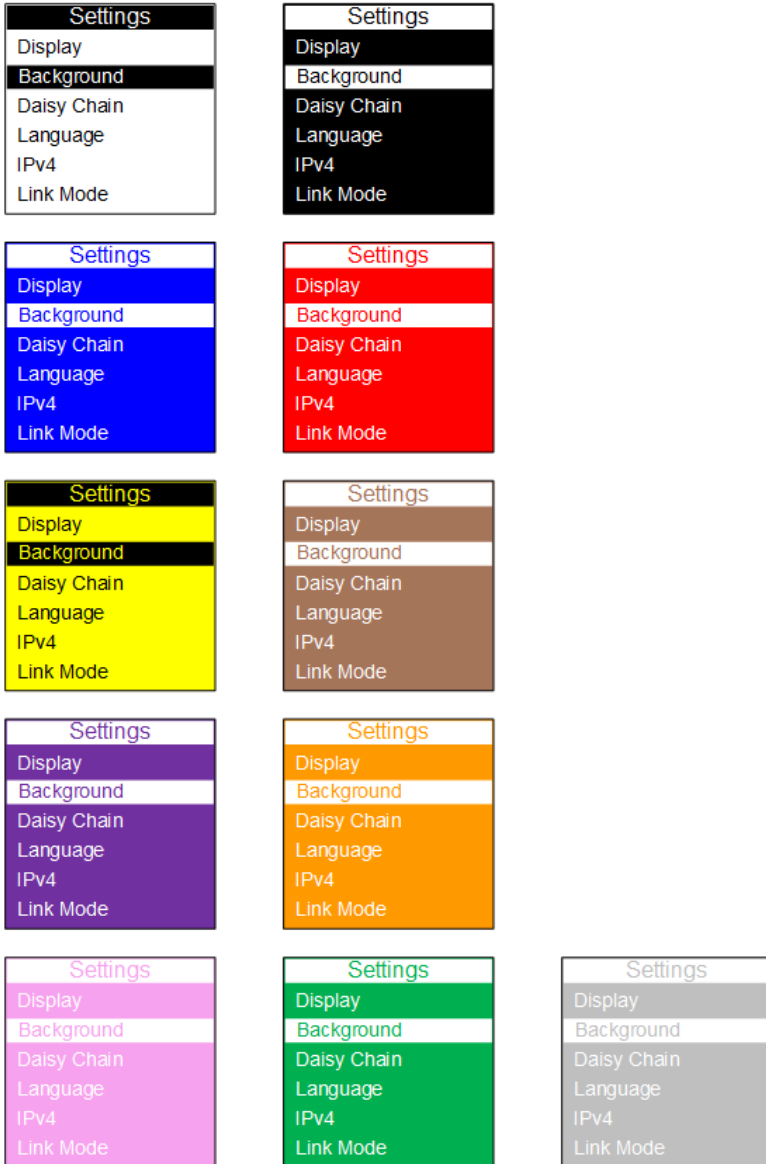 Settings
Display
Background
Daisy Chain
Language
IPv4
Link Mode
Settings
Display
Background
Daisy Chain
Language
IPv4
Link Mode
Settings
Display
Background
Daisy Chain
Language
IPv4
Link Mode
Settings
Display
Background
Daisy Chain
Language
IPv4
Link Mode
Settings
Display
Background
Daisy Chain
Language
IPv4
Link Mode
Settings
Display
Background
Daisy Chain
Language
IPv4
Link Mode
Settings
Display
Background
Daisy Chain
Language
IPv4
Link Mode
Settings
Display
Background
Daisy Chain
Language
IPv4
Link Mode
Settings
Display
Background
Daisy Chain
Language
IPv4
Link Mode
Settings
Display
Background
Daisy Chain
Language
IPv4
Link Mode
Settings
Display
Background
Daisy Chain
Language
IPv4
Link Mode